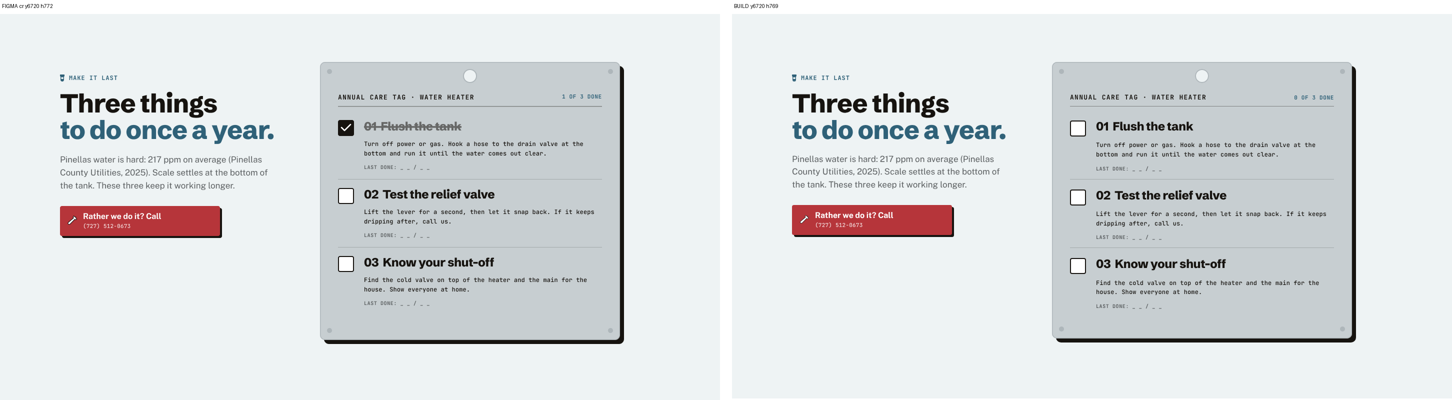 FIGMA cr y6720 h772
MAKE IT LAST
Three things
to do once a year.
Pinellas water is hard: 217 ppm on average (Pinellas
County Utilities, 2025). Scale settles at the bottom of
the tank. These three keep it working longer.
Rather we do it? Call
(727) 512-0673
ANNUAL CARE TAG · WATER HEATER
1 OF 3 DONE
01 Flush the tank
Turn off power or gas. Hook a hose to the drain valve at the
bottom and run it until the water comes out clear.
LAST DONE: _ _ / _ _
02 Test the relief valve
Lift the lever for a second, then let it snap back. If it keeps
dripping after, call us.
LAST DONE: _ _ / _ _
03 Know your shut-off
Find the cold valve on top of the heater and the main for the
house. Show everyone at home.
LAST DONE: _ _ / _ _
BUILD y6720 h769
MAKE IT LAST
Three things
to do once a year.
Pinellas water is hard: 217 ppm on average (Pinellas
County Utilities, 2025). Scale settles at the bottom of
the tank. These three keep it working longer.
Rather we do it? Call
(727) 512-0673
ANNUAL CARE TAG · WATER HEATER
0 OF 3 DONE
01 Flush the tank
Turn off power or gas. Hook a hose to the drain valve at the
bottom and run it until the water comes out clear.
LAST DONE: _ _ / _ _
02 Test the relief valve
Lift the lever for a second, then let it snap back. If it keeps
dripping after, call us.
LAST DONE: _ _ / _ _
03 Know your shut-off
Find the cold valve on top of the heater and the main for the
house. Show everyone at home.
LAST DONE: _ _ / _ _